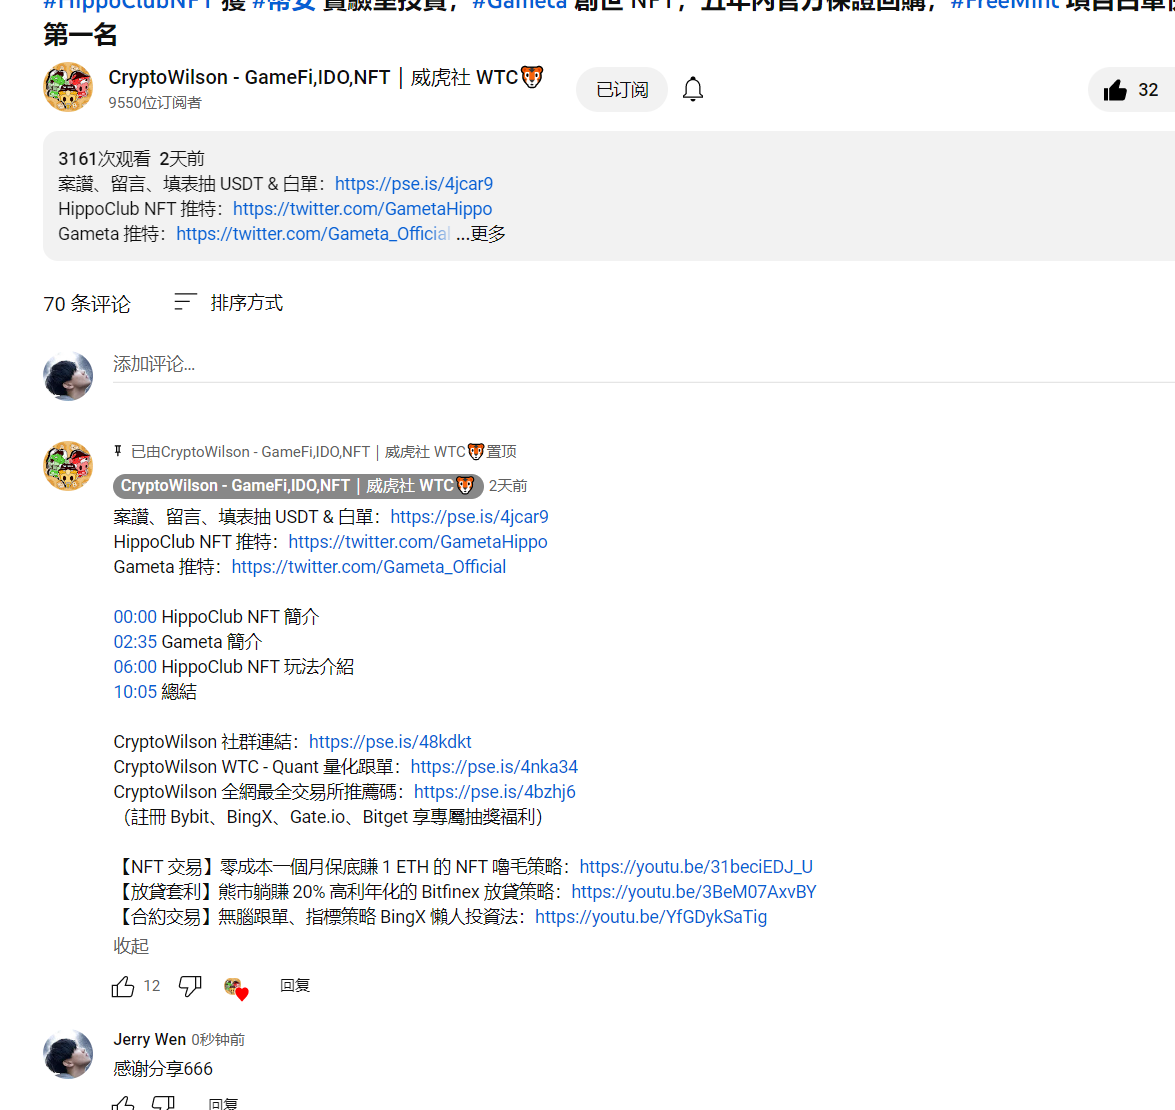 #HippoClubNFT 獲 #幣安 實驗室投資，#Gameta 創世 NFT，五年內官方保證回購，#FreeMint 項目白單
第一名
CryptoWilson - GameFi,IDO,NFT｜威虎社 WTC🐯
9550位订阅者
已订阅
32
3161次观看 2天前
案讚、留言、填表抽 USDT & 白單：https://pse.is/4jcar9
HippoClub NFT 推特：https://twitter.com/GametaHippo
Gameta 推特：https://twitter.com/Gameta_Official ...更多
70 条评论
排序方式
添加评论...
已由CryptoWilson - GameFi,IDO,NFT｜威虎社 WTC🐯置顶
CryptoWilson - GameFi,IDO,NFT｜威虎社 WTC🐯 2天前
案讚、留言、填表抽 USDT & 白單：https://pse.is/4jcar9
HippoClub NFT 推特：https://twitter.com/GametaHippo
Gameta 推特：https://twitter.com/Gameta_Official
00:00 HippoClub NFT 簡介
02:35 Gameta 簡介
06:00 HippoClub NFT 玩法介紹
10:05 總結
CryptoWilson 社群連結：https://pse.is/48kdkt
CryptoWilson WTC - Quant 量化跟單：https://pse.is/4nka34
CryptoWilson 全網最全交易所推薦碼：https://pse.is/4bzhj6
（註冊 Bybit、BingX、Gate.io、Bitget 享專屬抽獎福利）
【NFT 交易】零成本一個月保底賺 1 ETH 的 NFT 嚕毛策略：https://youtu.be/31beciEDJ_U
【放貸套利】熊市躺賺 20% 高利年化的 Bitfinex 放貸策略：https://youtu.be/3BeM07AxvBY
【合約交易】無腦跟單、指標策略 BingX 懶人投資法：https://youtu.be/YfGDykSaTig
收起
12
回复
Jerry Wen 0秒钟前
感谢分享666
回复